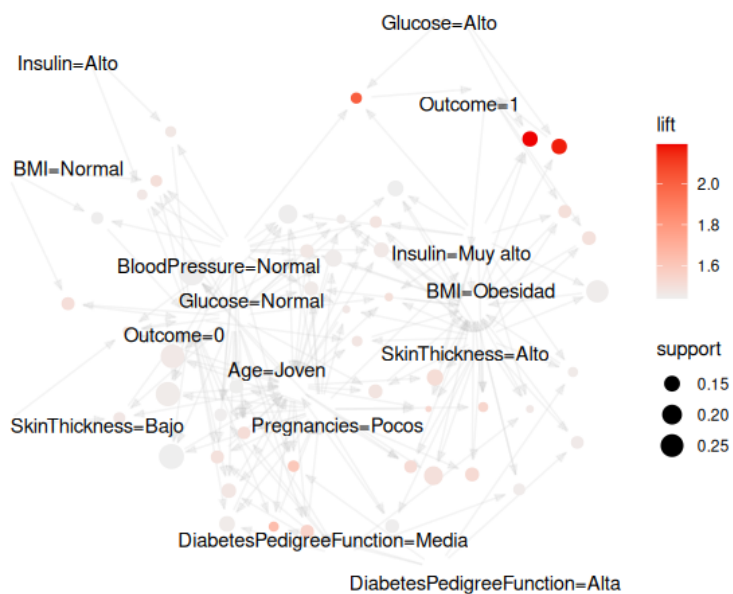 Glucose=Alto
Insulin=Alto
Outcome=1
lift
BMI=Normal
2.0
1.8
1.6
Insulin=Muy alto
BloodPressure=Normal
BMI=Obesidad
Glucose=Normal
Outcome=0
SkinThickness=Alto
support
Age=Joven
0.15
0.20
0.25
SkinThickness=Bajo
Pregnancies=Pocos
DiabetesPedigreeFunction=Media
DiabetesPedigreeFunction=Alta